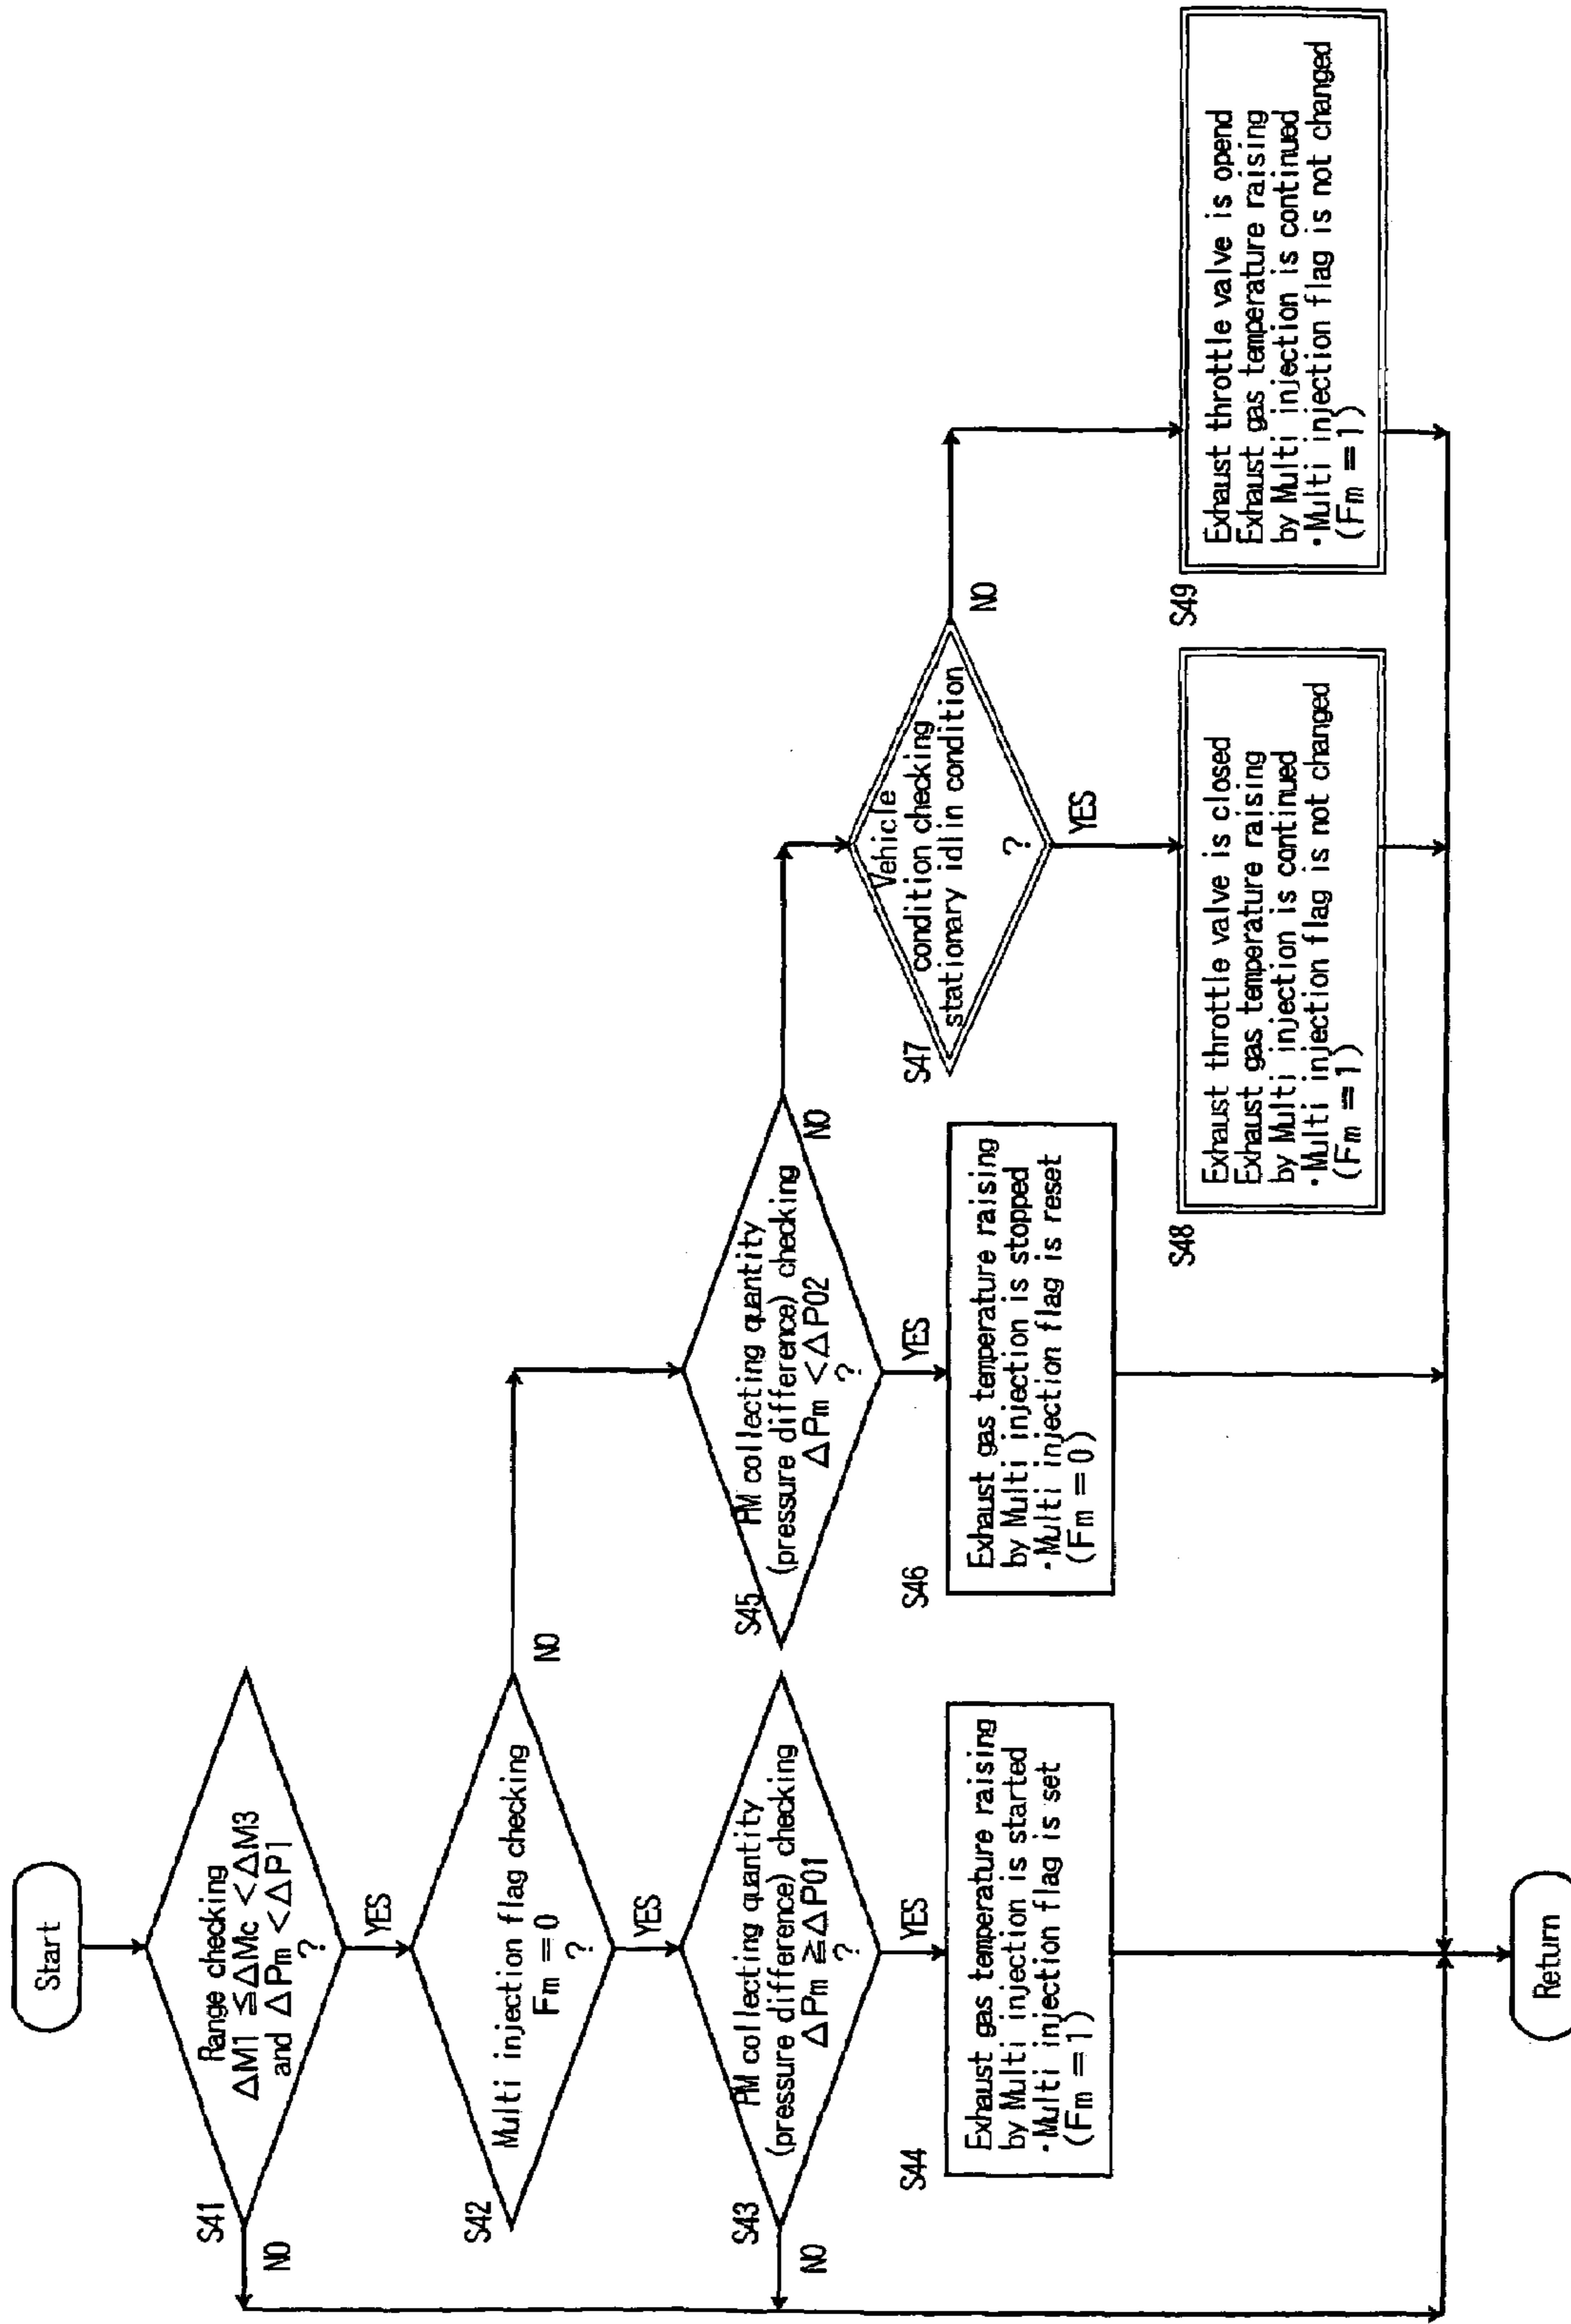 Start
S41
Range checking
ΔM1 ≦ΔMc <ΔM3
and ΔPm <ΔP1
?
NO
YES
S42
Multi injection flag checking
Fm = 0
?
NO
YES
S43
PM collecting quantity
(pressure difference) checking
ΔPm ≧ΔP01
?
NO
YES
S44
Exhaust gas temperature raising
by Multi injection is started
・Multi injection flag is set
(Fm = 1)
S45
PM collecting quantity
(pressure difference) checking
ΔPm <ΔP02
?
NO
YES
S46
Exhaust gas temperature raising
by Multi injection is stopped
・Multi injection flag is reset
(Fm = 0)
S47
Vehicle
condition checking
stationary idlin condition
?
NO
YES
S48
Exhaust throttle valve is closed
Exhaust gas temperature raising
by Multi injection is continued
・Multi injection flag is not changed
(Fm = 1)
S49
Exhaust throttle valve is opend
Exhaust gas temperature raising
by Multi injection is continued
・Multi injection flag is not changed
(Fm = 1)
Return